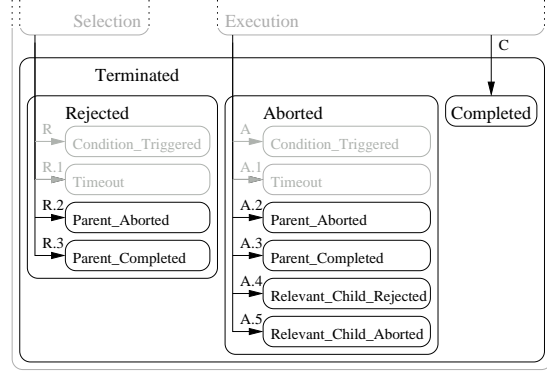 Selection
Execution
C
Terminated
Rejected
Aborted
Completed
R
Condition_Triggered
A
Condition_Triggered
R.1
Timeout
A.1
Timeout
R.2
Parent_Aborted
A.2
Parent_Aborted
R.3
Parent_Completed
A.3
Parent_Completed
A.4
Relevant_Child_Rejected
A.5
Relevant_Child_Aborted